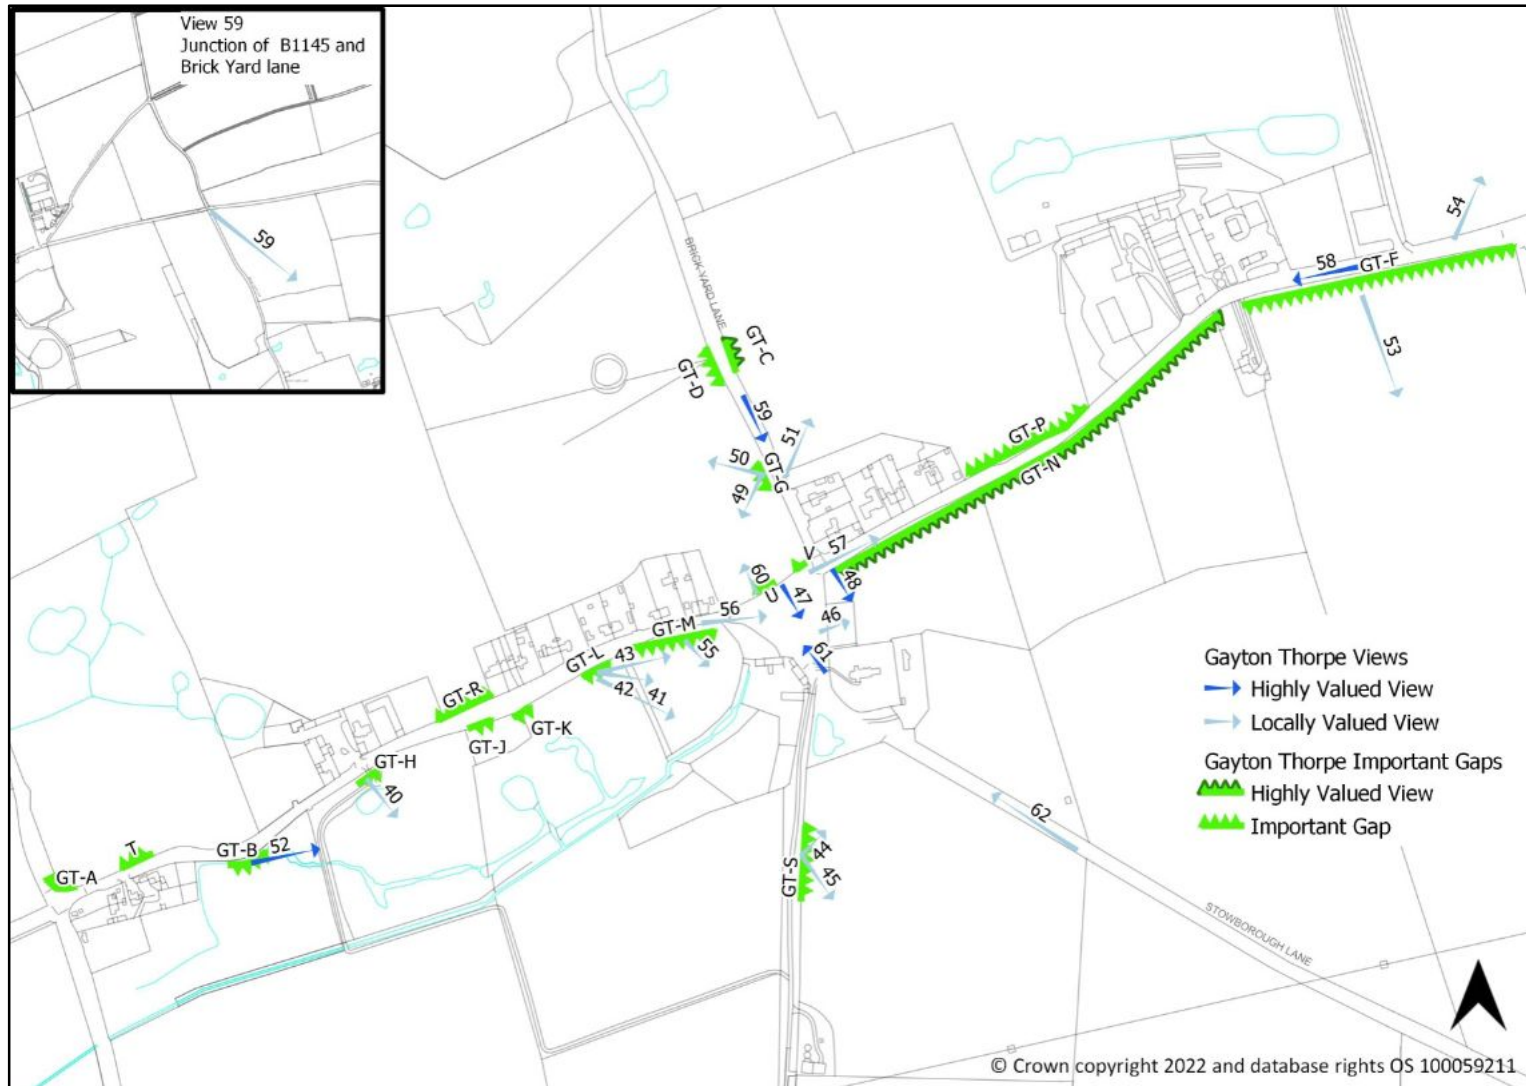 View 59
Junction of B1145 and
Brick Yard lane
59
54
58
GT-F
53
BRICK YARD LANE
GT-C
GT-D
59
51
50
GT-G
49
GT-P
GT-N
V
57
60
U
47
48
46
56
61
GT-M
55
43
GT-L
42
41
GT-R
GT-K
GT-J
GT-H
40
T
GT-B
52
GT-A
44
45
GT-S
62
STOWBOROUGH LANE
Gayton Thorpe Views
Highly Valued View
Locally Valued View
Gayton Thorpe Important Gaps
Highly Valued View
Important Gap
© Crown copyright 2022 and database rights OS 100059211